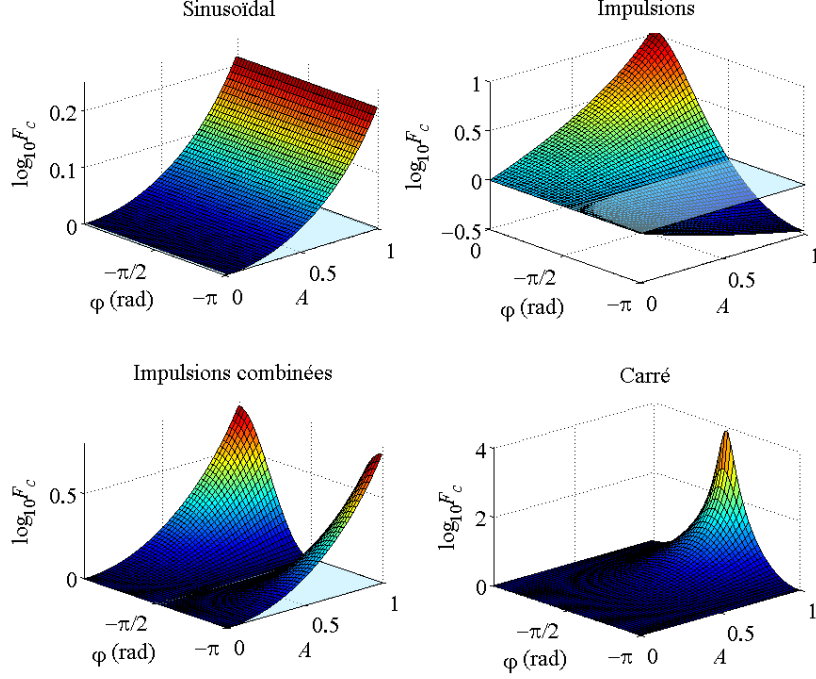 Sinusoïdal
log10Fc
0.2
0.1
0
−π/2
−π
φ (rad)
0
0.5
1
A
Impulsions
log10Fc
1
0.5
0
−0.5
0
−π/2
−π
φ (rad)
0
0.5
1
A
Impulsions combinées
log10Fc
0.5
0
−π/2
−π
φ (rad)
0
0.5
1
A
Carré
log10Fc
4
2
0
−π/2
−π
φ (rad)
0
0.5
1
A